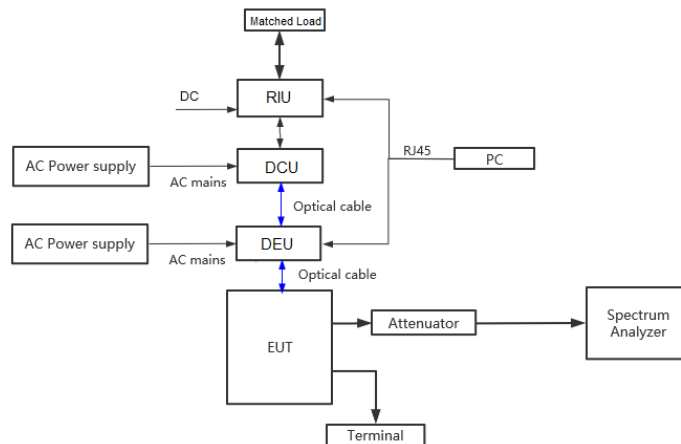 Matched Load
DC
RIU
RJ45
PC
AC Power supply
AC mains
DCU
Optical cable
AC Power supply
AC mains
DEU
Optical cable
EUT
Attenuator
Spectrum
Analyzer
Terminal